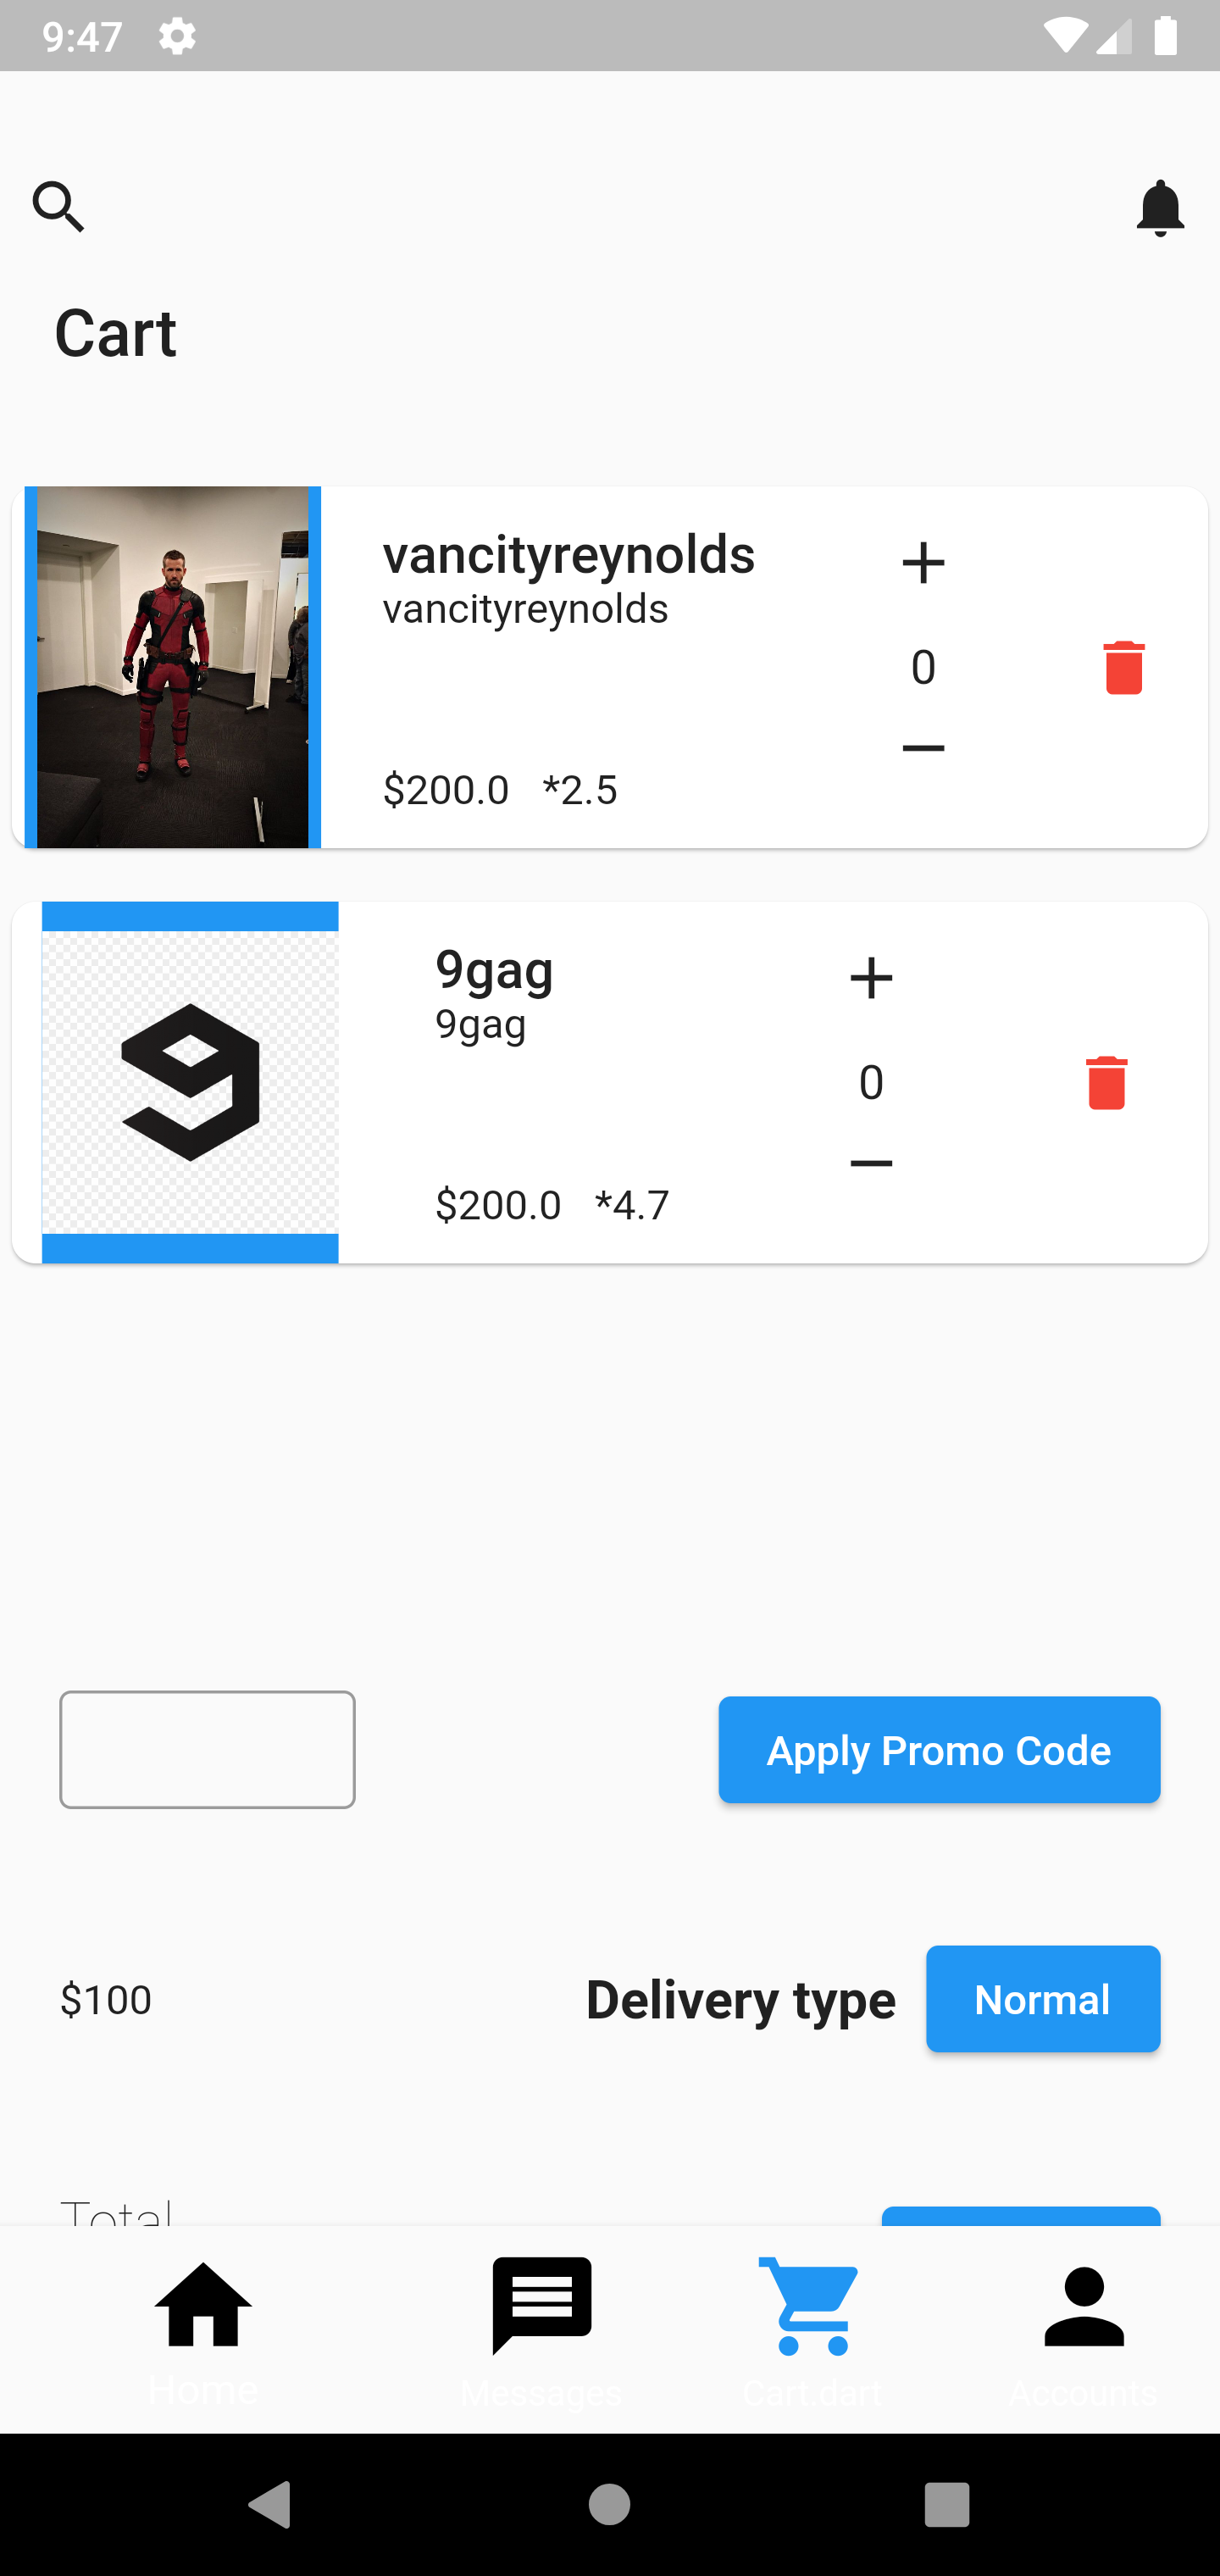 9:47
Cart
vancityreynolds
vancityreynolds
0
$200.0 *2.5
9gag
9gag
0
$200.0 *4.7
Apply Promo Code
$100
Delivery type
Normal
Total
Home
Messages
Cart.dart
Accounts